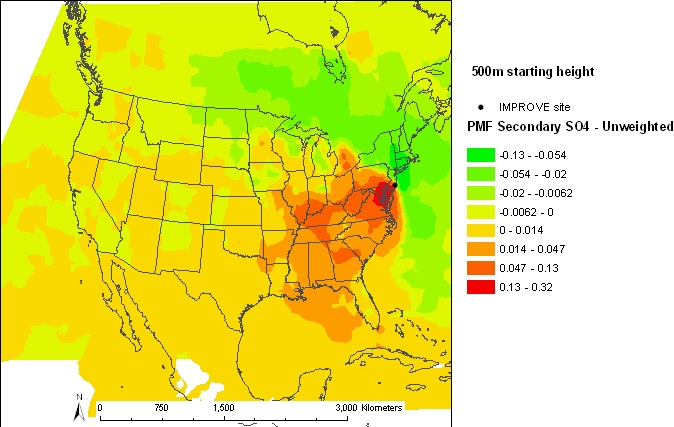 500m starting height
IMPROVE site
PMF Secondary SO4 - Unweighted
-0.13 - -0.054
-0.054 - -0.02
-0.02 - -0.0062
-0.0062 - 0
0 - 0.014
0.014 - 0.047
0.047 - 0.13
0.13 - 0.32
N
0 750 1,500 3,000 Kilometers